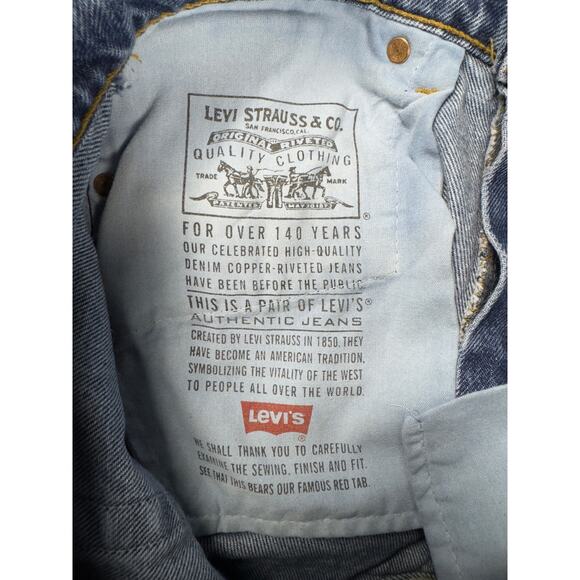 LEVI STRAUSS & CO.
SAN FRANCISCO, CAL.
ORIGINAL RIVETED
QUALITY CLOTHING
TRADE MARK
PATENTED MAY 20 1873
®
FOR OVER 140 YEARS
OUR CELEBRATED HIGH-QUALITY
DENIM COPPER-RIVETED JEANS
HAVE BEEN BEFORE THE PUBLIC.
THIS IS A PAIR OF LEVI'S®
AUTHENTIC JEANS
CREATED BY LEVI STRAUSS IN 1850, THEY
HAVE BECOME AN AMERICAN TRADITION,
SYMBOLIZING THE VITALITY OF THE WEST
TO PEOPLE ALL OVER THE WORLD.
LEVI'S
®
WE SHALL THANK YOU TO CAREFULLY
EXAMINE THE SEWING, FINISH AND FIT.
SEE THAT THIS BEARS OUR FAMOUS RED TAB.